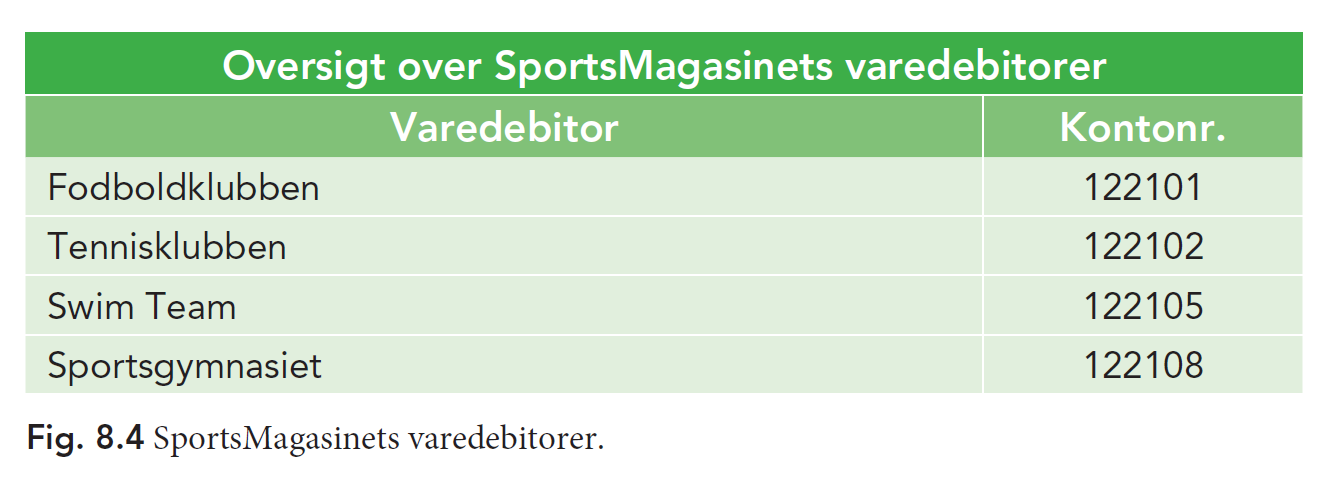 Oversigt over SportsMagasinets varedebitorer
Varedebitor Kontonr.
Fodboldklubben 122101
Tennisklubben 122102
Swim Team 122105
Sportsgymnasiet 122108
Fig. 8.4 SportsMagasinets varedebitorer.